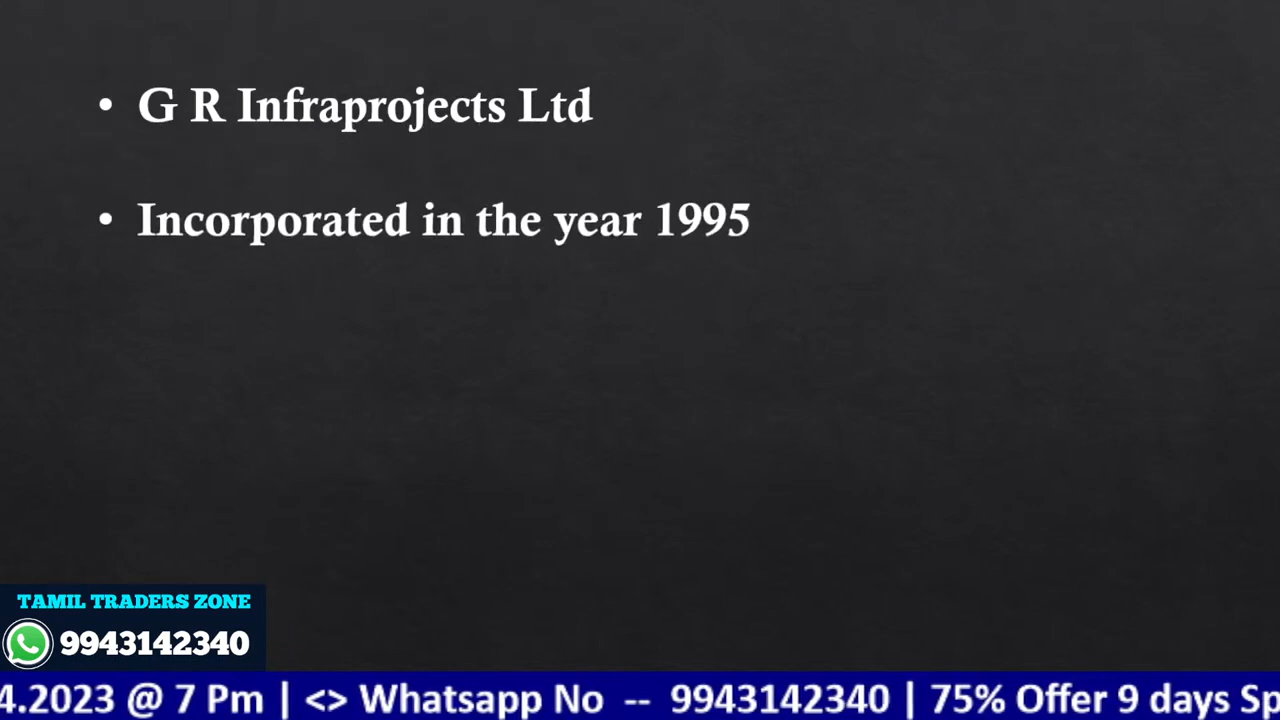 • G R Infraprojects Ltd
• Incorporated in the year 1995
TAMIL TRADERS ZONE
9943142340
4.2023 @ 7 Pm | <> Whatsapp No -- 9943142340 | 75% Offer 9 days Sp